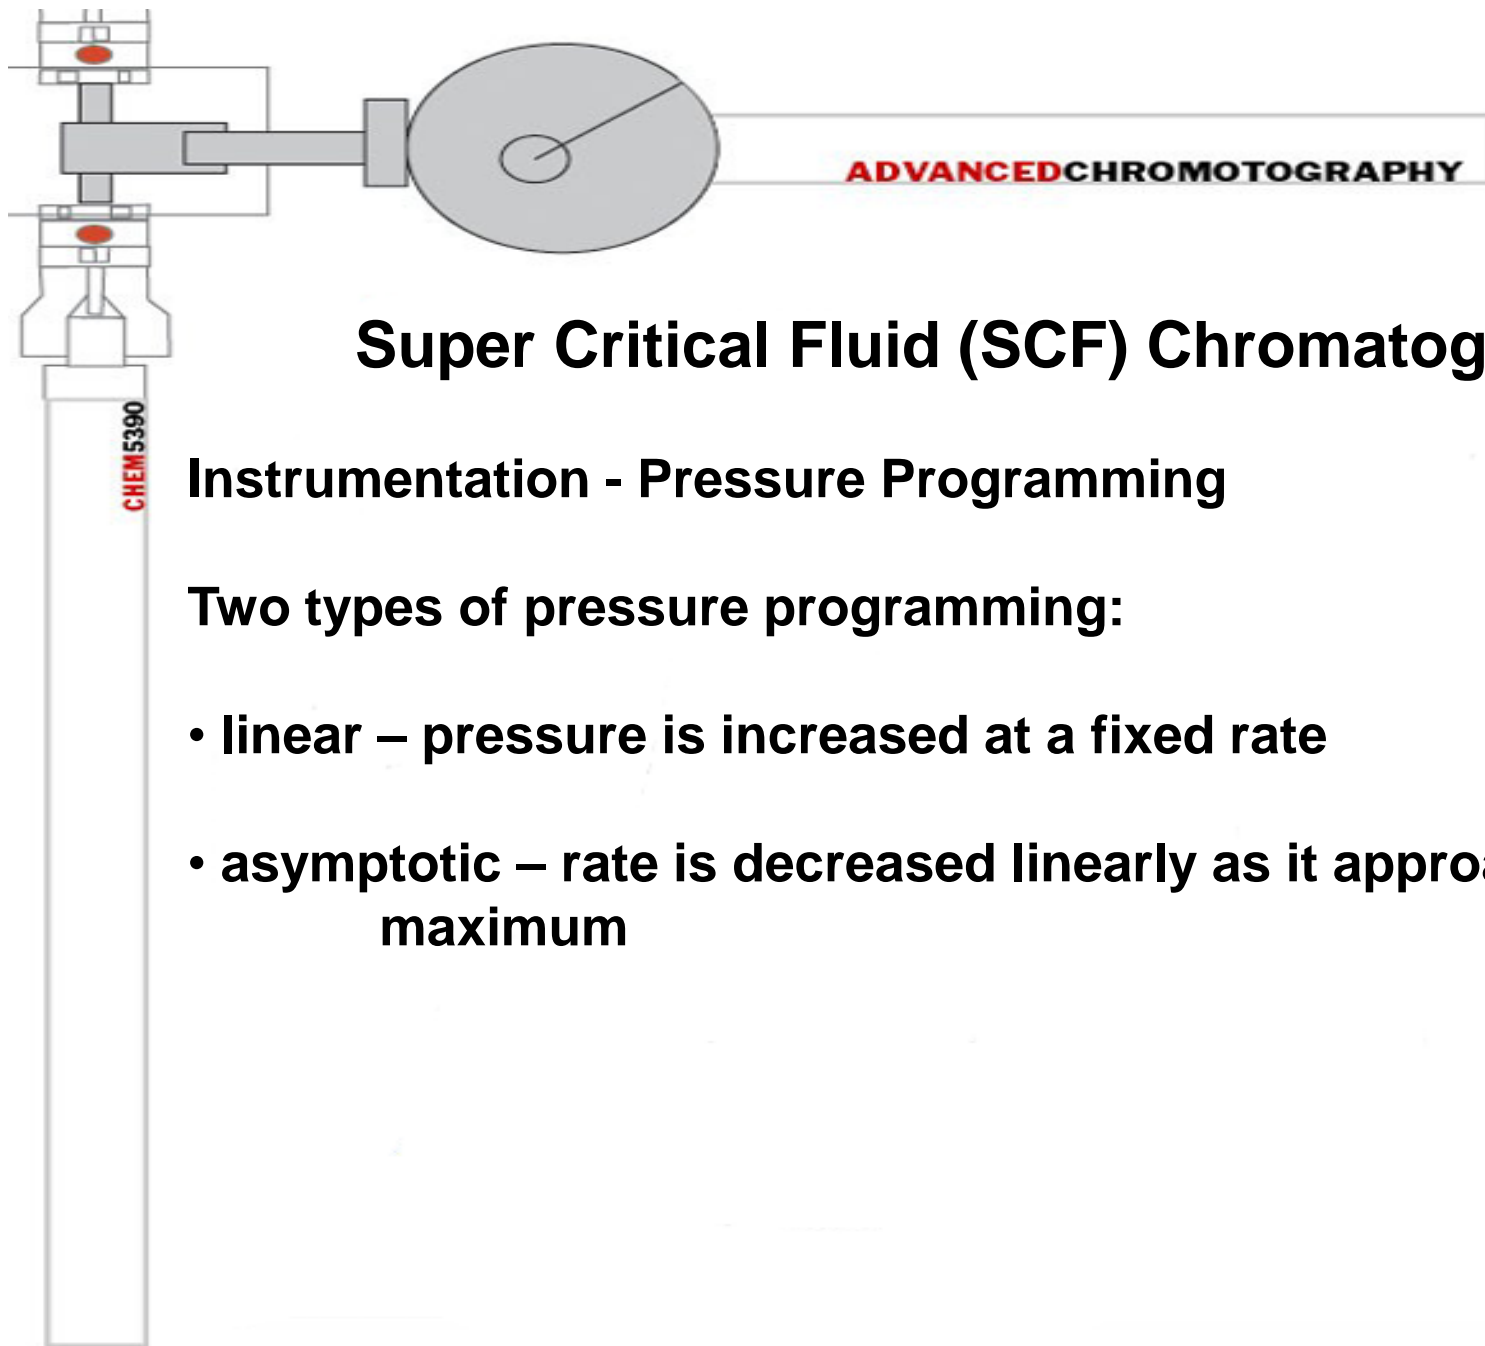 ADVANCEDCHROMOTOGRAPHY
Super Critical Fluid (SCF) Chromatog
CHEM5390
Instrumentation - Pressure Programming
Two types of pressure programming:
• linear – pressure is increased at a fixed rate
• asymptotic – rate is decreased linearly as it approa
maximum